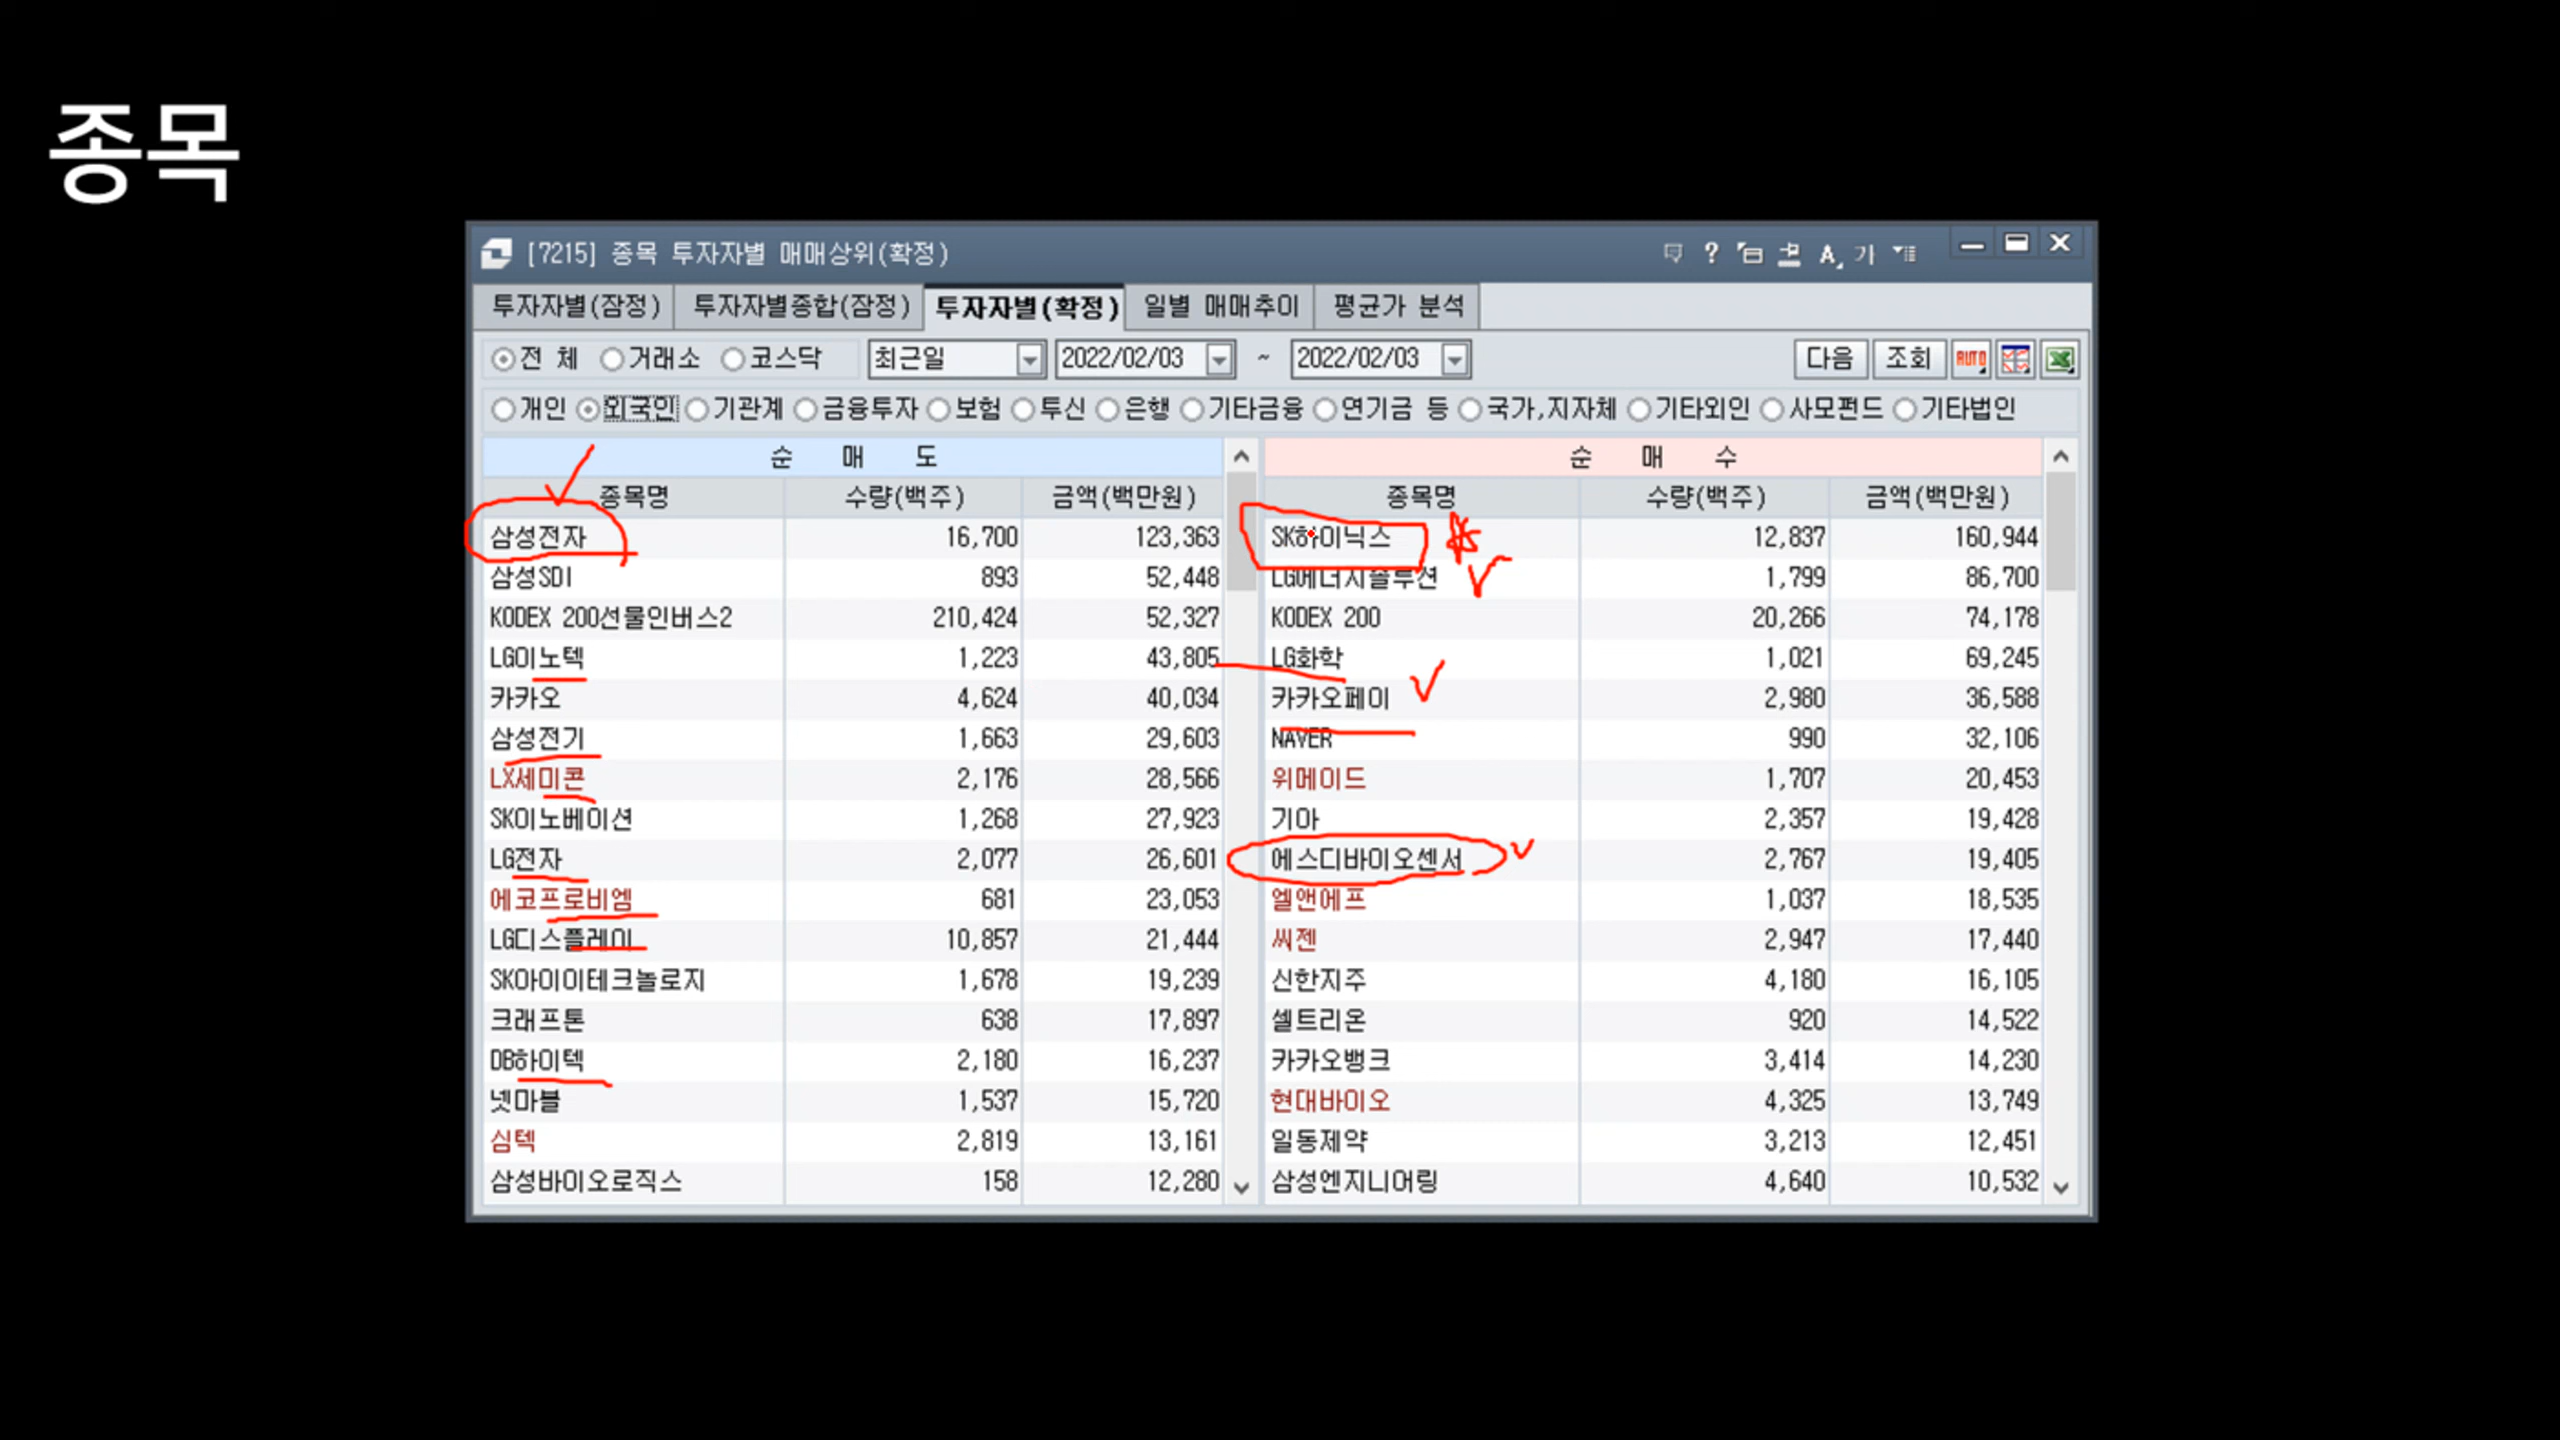 종목
[7215] 종목 투자자별 매매상위(확정)
투자자별(잠정) 투자자별종합(잠정) 투자자별(확정) 일별 매매추이 평균가 분석
전 체 거래소 코스닥 최근일 2022/02/03 ~ 2022/02/03 다음 조회 AUTO
개인 외국인 기관계 금융투자 보험 투신 은행 기타금융 연기금 등 국가,지자체 기타외인 사모펀드 기타법인
순 매 도 순 매 수
종목명 수량(백주) 금액(백만원) 종목명 수량(백주) 금액(백만원)
삼성전자 16,700 123,363 SK하이닉스 12,837 160,944
삼성SDI 893 52,448 LG에너지솔루션 1,799 86,700
KODEX 200선물인버스2 210,424 52,327 KODEX 200 20,266 74,178
LG이노텍 1,223 43,805 LG화학 1,021 69,245
카카오 4,624 40,034 카카오페이 2,980 36,588
삼성전기 1,663 29,603 NAVER 990 32,106
LX세미콘 2,176 28,566 위메이드 1,707 20,453
SK이노베이션 1,268 27,923 기아 2,357 19,428
LG전자 2,077 26,601 에스디바이오센서 2,767 19,405
에코프로비엠 681 23,053 엘앤에프 1,037 18,535
LG디스플레이 10,857 21,444 씨젠 2,947 17,440
SK아이이테크놀로지 1,678 19,239 신한지주 4,180 16,105
크래프톤 638 17,897 셀트리온 920 14,522
DB하이텍 2,180 16,237 카카오뱅크 3,414 14,230
넷마블 1,537 15,720 현대바이오 4,325 13,749
심텍 2,819 13,161 일동제약 3,213 12,451
삼성바이오로직스 158 12,280 삼성엔지니어링 4,640 10,532